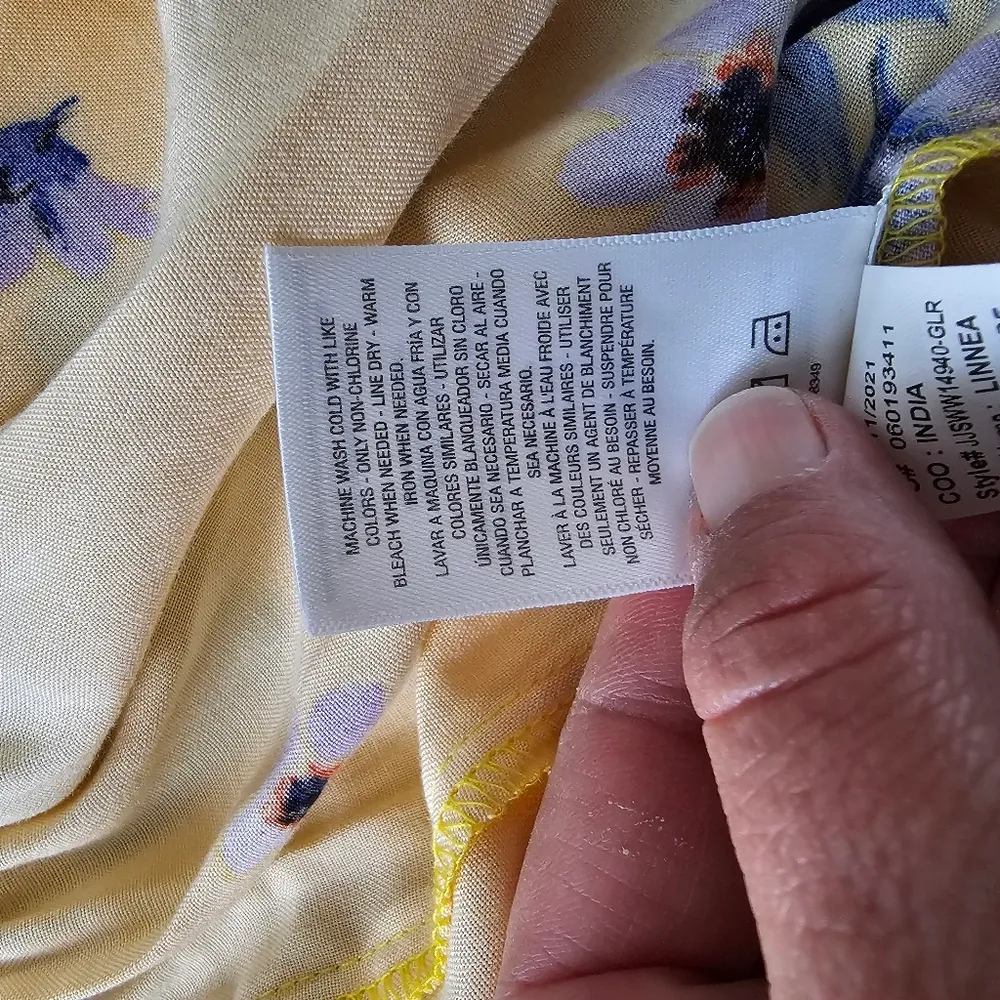 MACHINE WASH COLD WITH LIKE
COLORS - ONLY NON-CHLORINE
BLEACH WHEN NEEDED - LINE DRY - WARM
IRON WHEN NEEDED.
LAVAR A MAQUINA CON AGUA FRIA Y CON
COLORES SIMILARES - UTILIZAR
ÚNICAMENTE BLANQUEADOR SIN CLORO
CUANDO SEA NECESARIO - SECAR AL AIRE -
PLANCHAR A TEMPERATURA MEDIA CUANDO
SEA NECESARIO.
LAVER À LA MACHINE À L'EAU FROIDE AVEC
DES COULEURS SIMILAIRES - UTILISER
SEULEMENT UN AGENT DE BLANCHIMENT
NON CHLORÉ AU BESOIN - SUSPENDRE POUR
SÉCHER - REPASSER À TEMPÉRATURE
MOYENNE AU BESOIN.
8349
1/2021
0601934411
COO : INDIA
Style# JJSWW14940-GLR
LINNEA